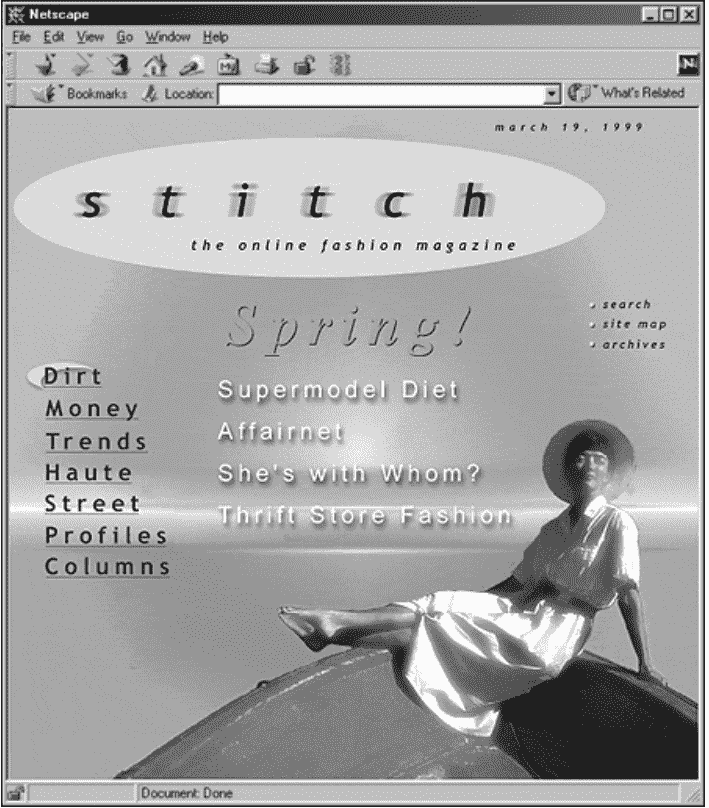 Netscape
File Edit View Go Window Help
My
N
Bookmarks Location: What's Related
march 19, 1999
stitch
the online fashion magazine
Spring!
search
site map
archives
Dirt
Money
Trends
Haute
Street
Profiles
Columns
Supermodel Diet
Affairnet
She's with Whom?
Thrift Store Fashion
Document: Done